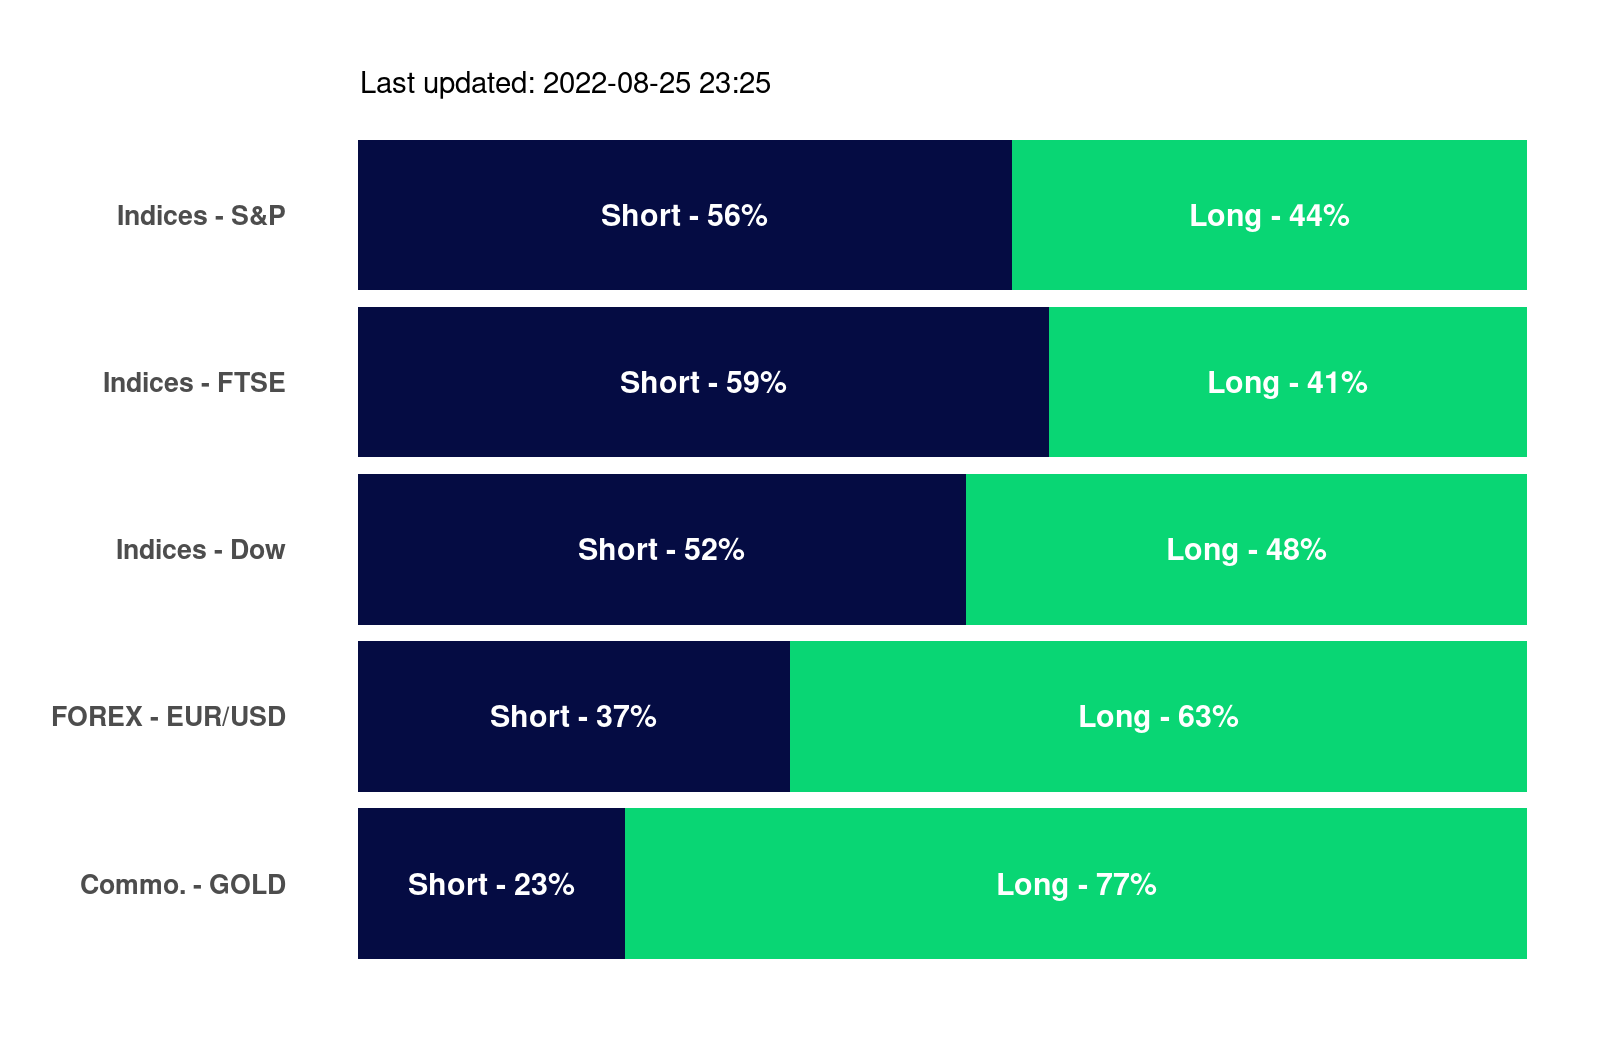 Last updated: 2022-08-25 23:25
Indices - S&P
Short - 56%
Long - 44%
Indices - FTSE
Short - 59%
Long - 41%
Indices - Dow
Short - 52%
Long - 48%
FOREX - EUR/USD
Short - 37%
Long - 63%
Commo. - GOLD
Short - 23%
Long - 77%